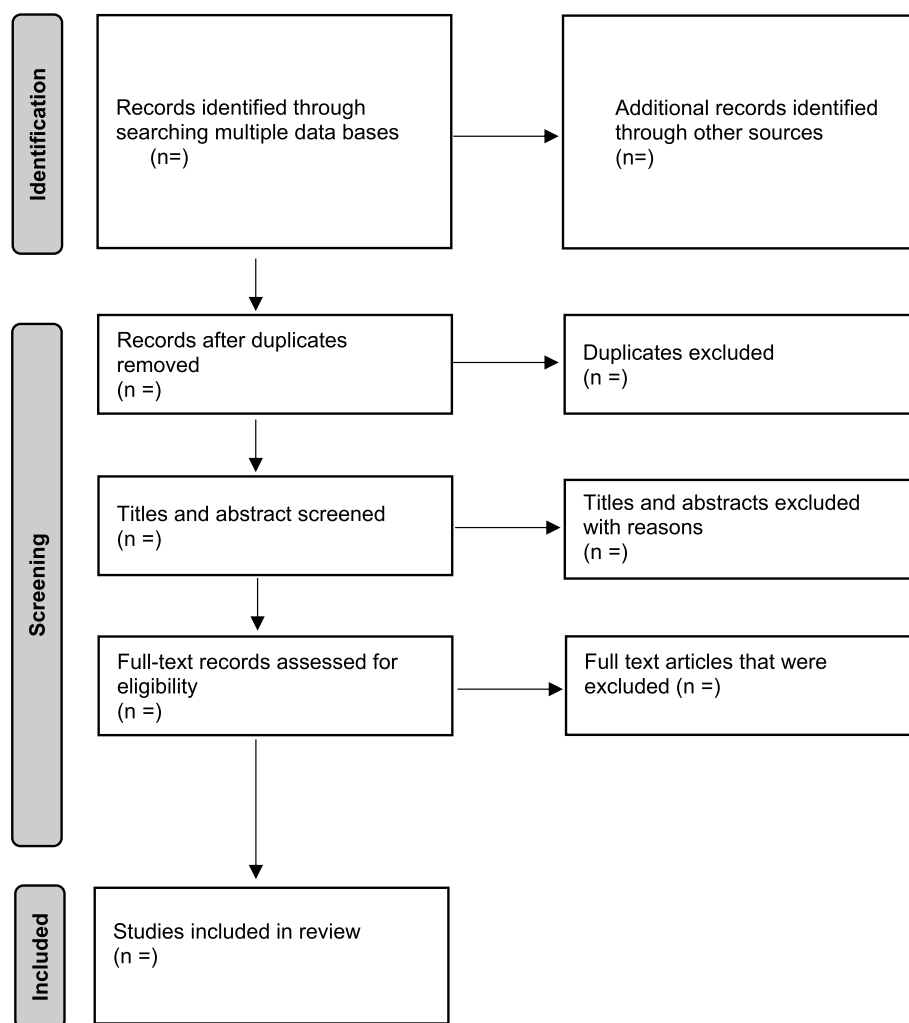 Identification
Records identified through
searching multiple data bases
(n=)
Additional records identified
through other sources
(n=)
Screening
Records after duplicates
removed
(n =)
Duplicates excluded
(n =)
Titles and abstract screened
(n =)
Titles and abstracts excluded
with reasons
(n =)
Full-text records assessed for
eligibility
(n =)
Full text articles that were
excluded (n =)
Included
Studies included in review
(n =)